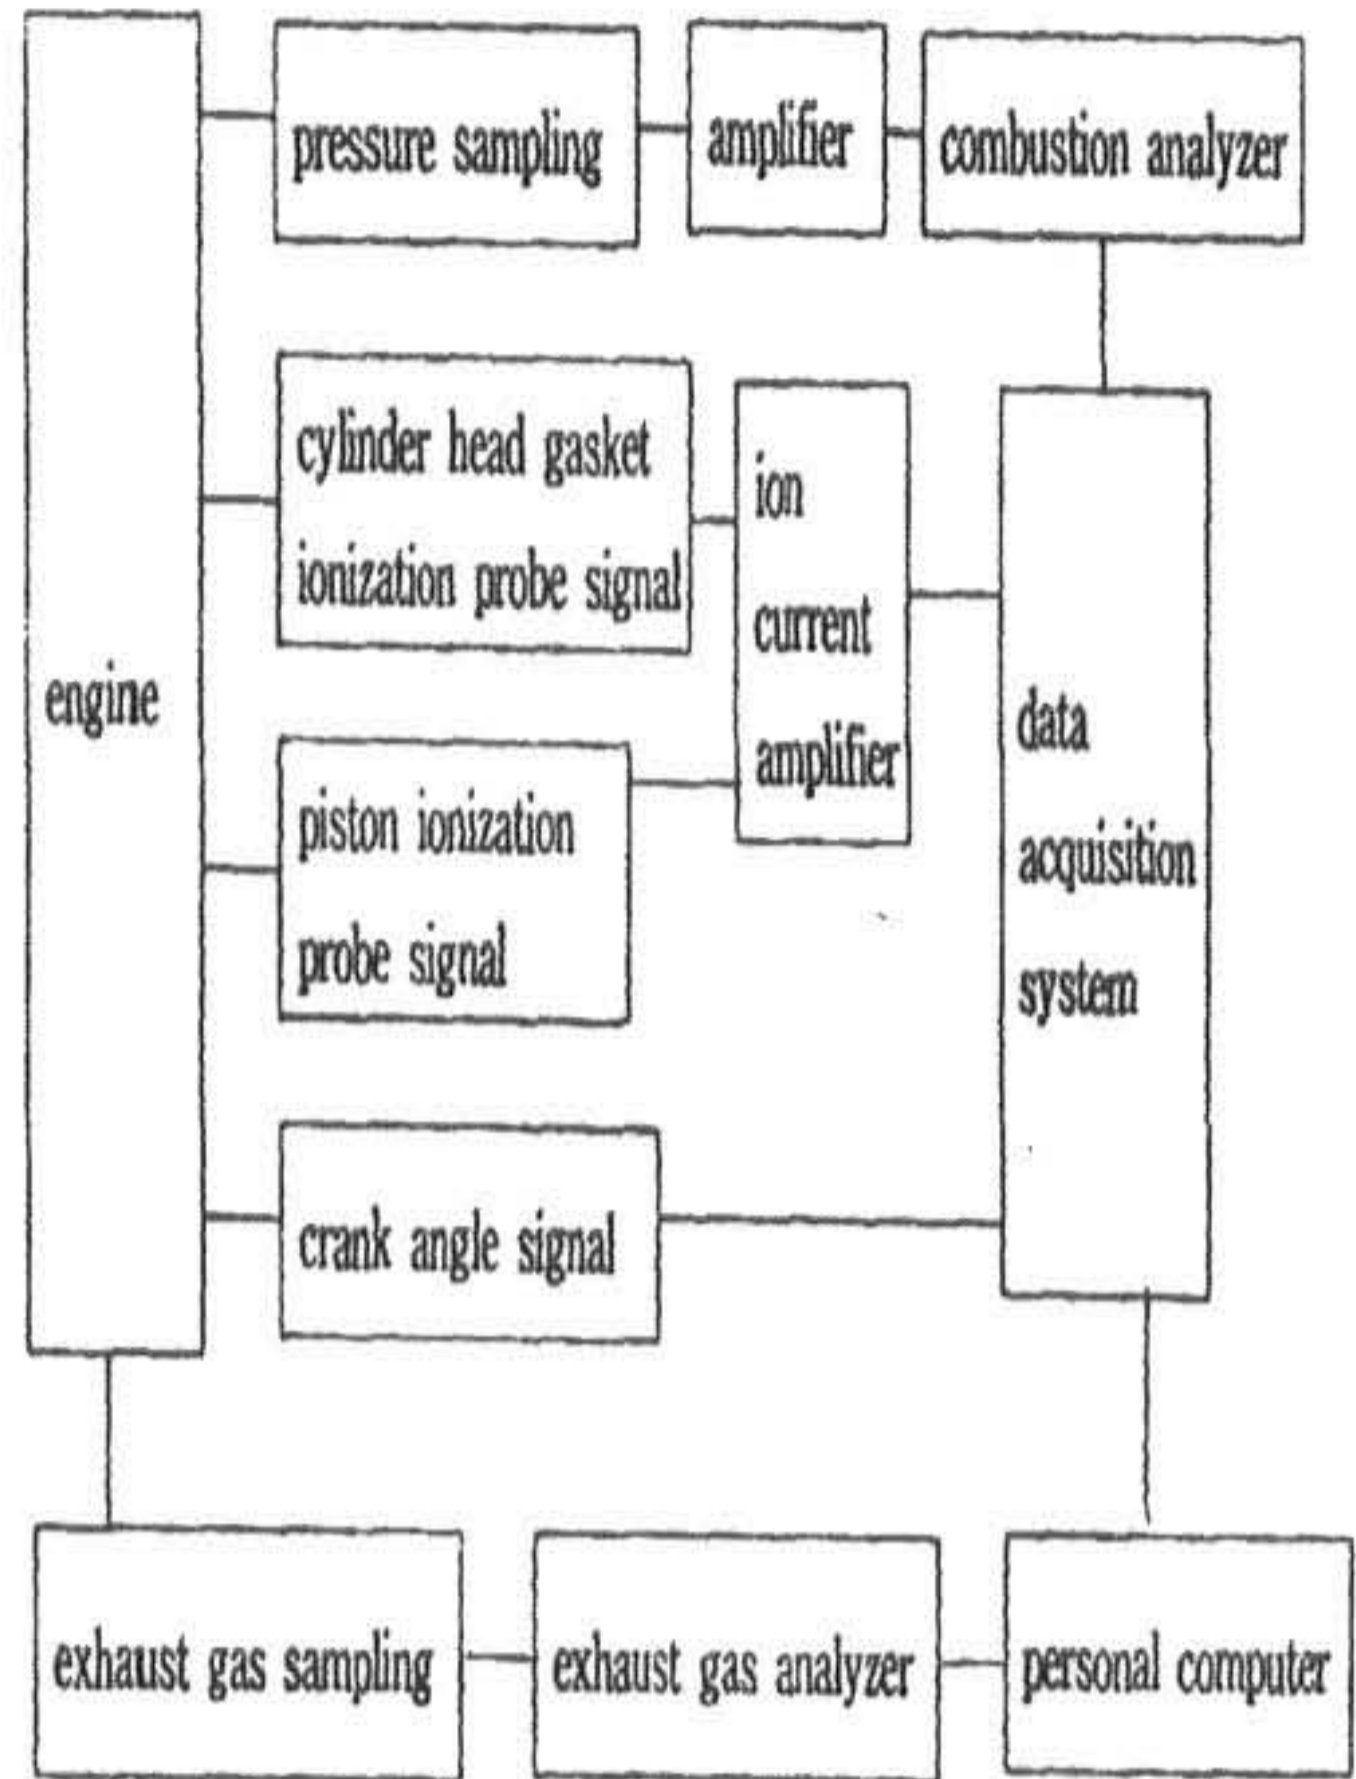 pressure sampling
amplifier
combustion analyzer
cylinder head gasket
ionization probe signal
ion
current
amplifier
engine
data
acquisition
system
piston ionization
probe signal
crank angle signal
exhaust gas sampling
exhaust gas analyzer
personal computer